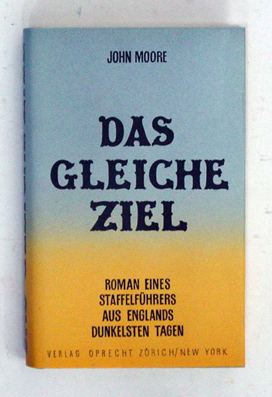 JOHN MOORE
DAS
GLEICHE
ZIEL
ROMAN EINES
STAFFELFÜHRERS
AUS ENGLANDS
DUNKELSTEN TAGEN
VERLAG OPRECHT ZÜRICH/NEW YORK